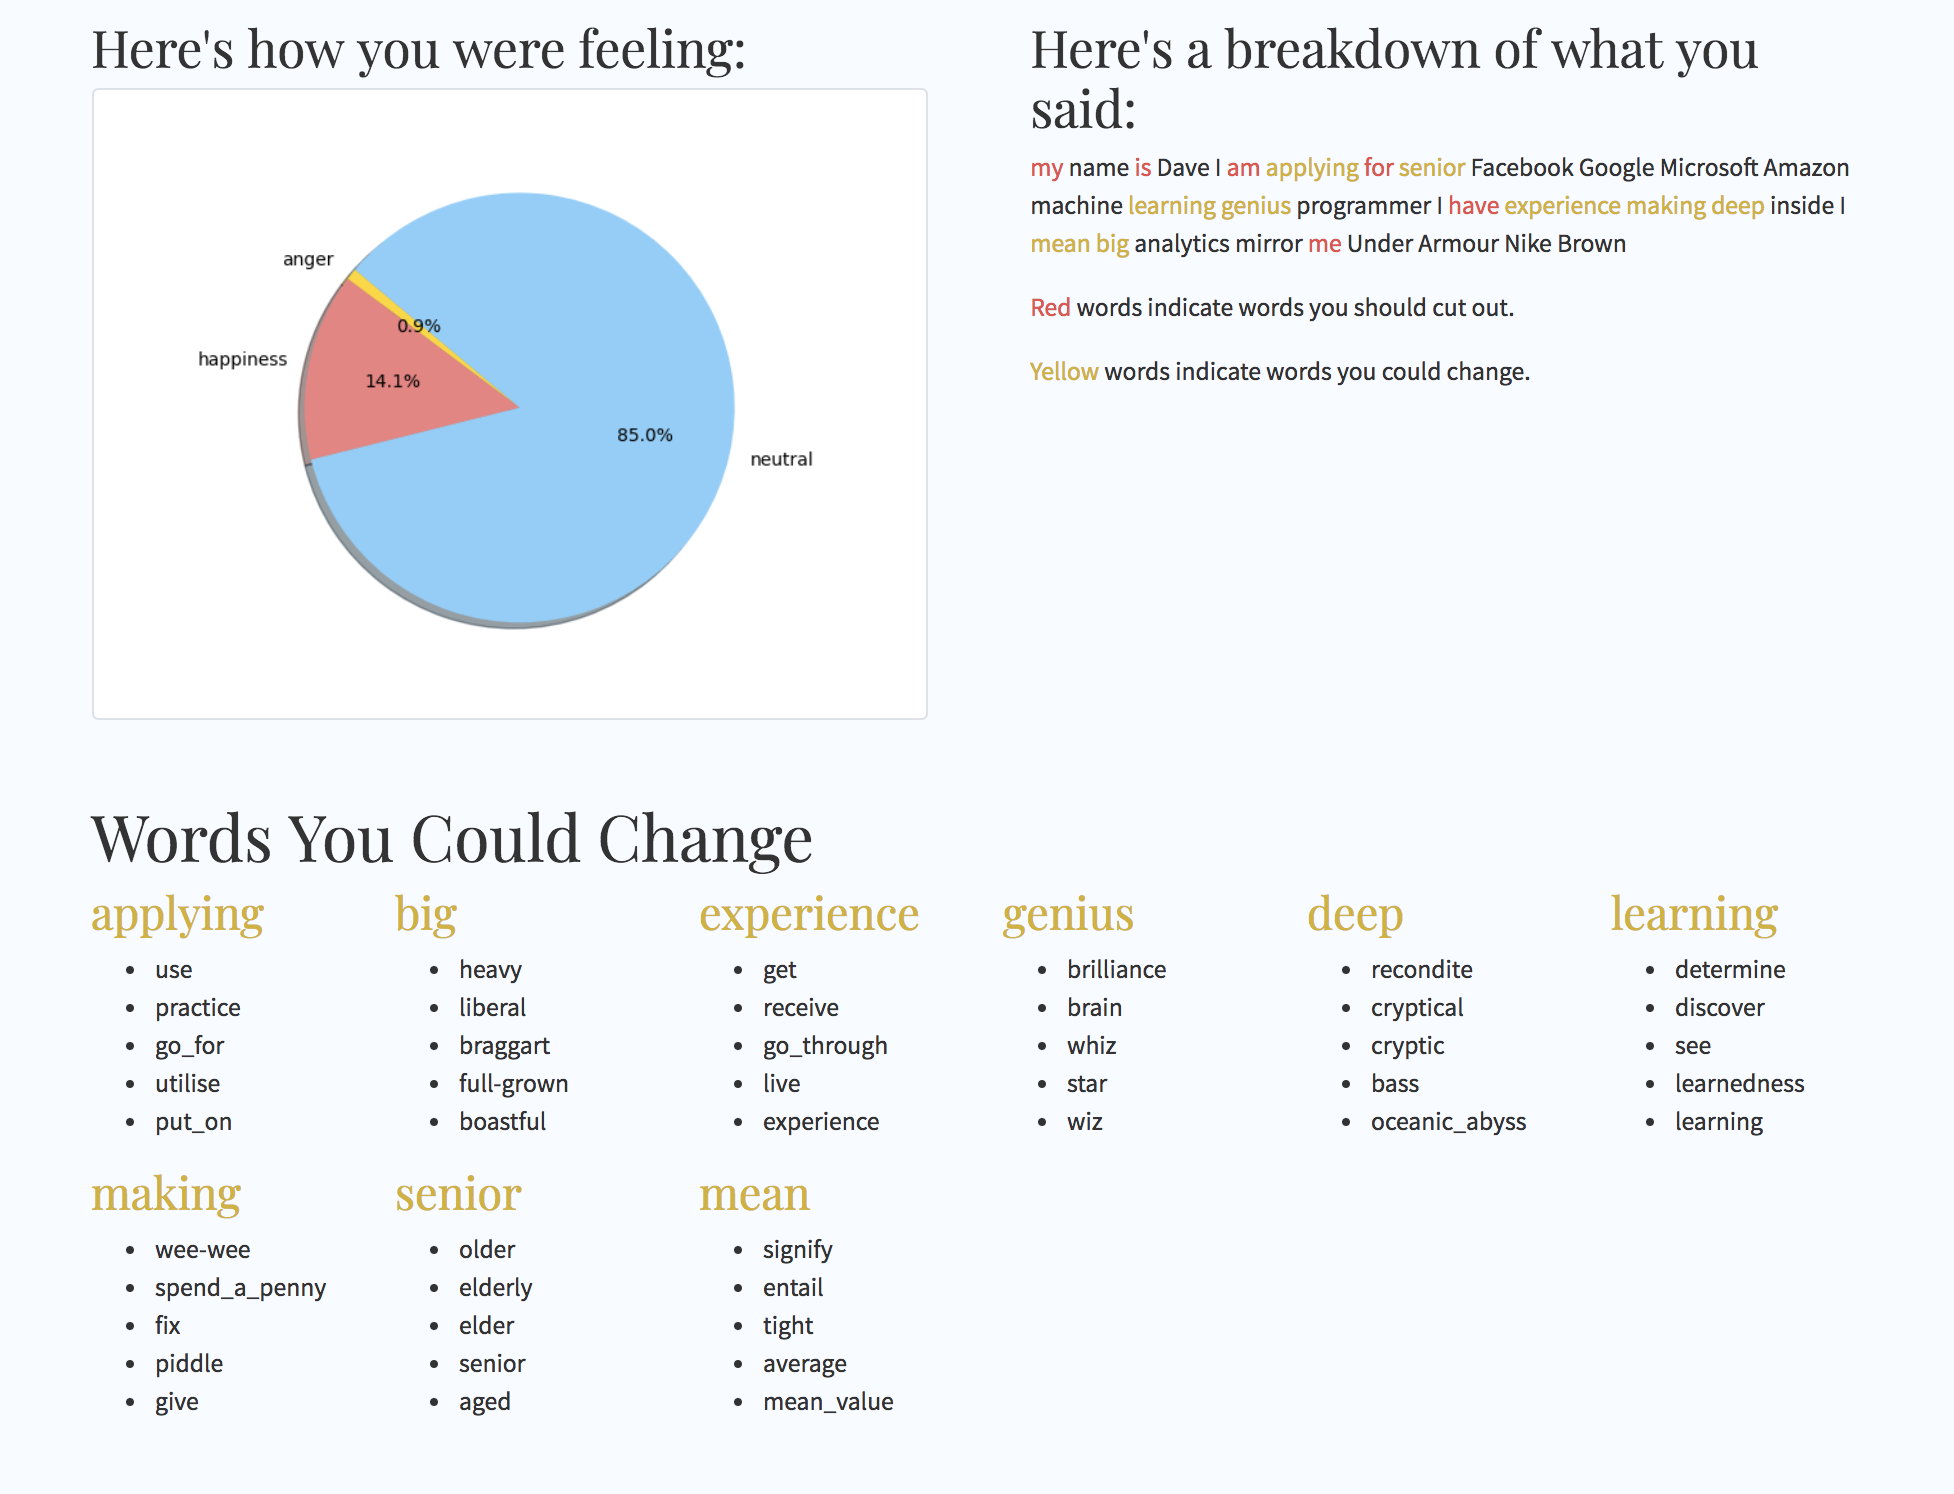 Here's how you were feeling:
anger
0.9%
happiness
14.1%
85.0%
neutral
Here's a breakdown of what you
said:
my name is Dave I am applying for senior Facebook Google Microsoft Amazon
machine learning genius programmer I have experience making deep inside I
mean big analytics mirror me Under Armour Nike Brown
Red words indicate words you should cut out.
Yellow words indicate words you could change.
Words You Could Change
applying
use
practice
go_for
utilise
put_on
big
heavy
liberal
braggart
full-grown
boastful
experience
get
receive
go_through
live
experience
genius
brilliance
brain
whiz
star
wiz
deep
recondite
cryptical
cryptic
bass
oceanic_abyss
learning
determine
discover
see
learnedness
learning
making
wee-wee
spend_a_penny
fix
piddle
give
senior
older
elderly
elder
senior
aged
mean
signify
entail
tight
average
mean_value